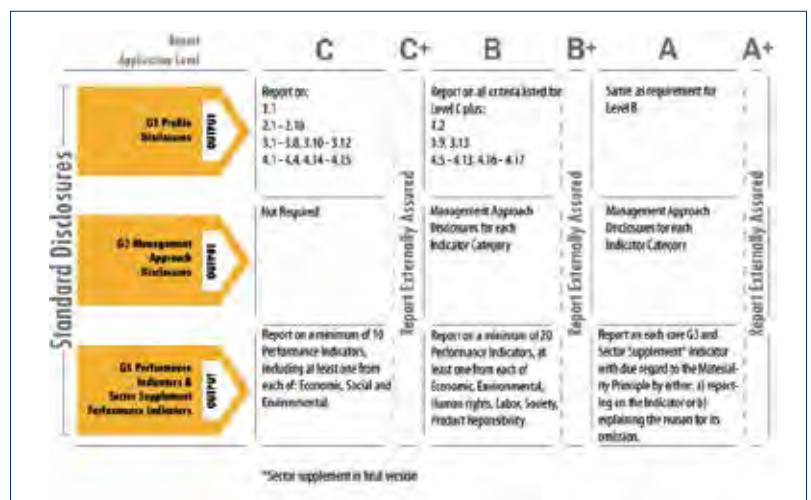 Report
Application Level
C
C+
B
B+
A
A+
Standard Disclosures
G3 Profile
Disclosures
OUTPUT
Report on:
1.1
2.1 - 2.10
3.1 - 3.8, 3.10 - 3.12
4.1 - 4.4, 4.14 - 4.15
Report on all criteria listed for
Level C plus:
1.2
3.9, 3.13
4.5 - 4.13, 4.16 - 4.17
Same as requirement for
Level B
G3 Management
Approach
Disclosures
OUTPUT
Not Required
Management Approach
Disclosures for each
Indicator Category
Management Approach
Disclosures for each
Indicator Category
G3 Performance
Indicators &
Sector Supplement
Performance Indicators
OUTPUT
Report on a minimum of 10
Performance Indicators,
including at least one from
each of: Economic, Social and
Environmental.
Report on a minimum of 20
Performance Indicators, at
least one from each of
Economic, Environmental,
Human rights, Labor, Society,
Product Reponsibility.
Report on each core G3 and
Sector Supplement* Indicator
with due regard to the Material-
ity Principle by either: a) report-
ing on the Indicator or b)
explaining the reason for its
omission.
Report Externally Assured
Report Externally Assured
Report Externally Assured
*Sector supplement in final version